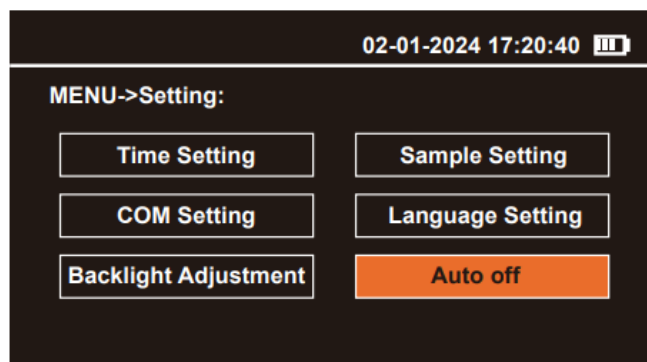 02-01-2024 17:20:40
MENU->Setting:
Time Setting
Sample Setting
COM Setting
Language Setting
Backlight Adjustment
Auto off